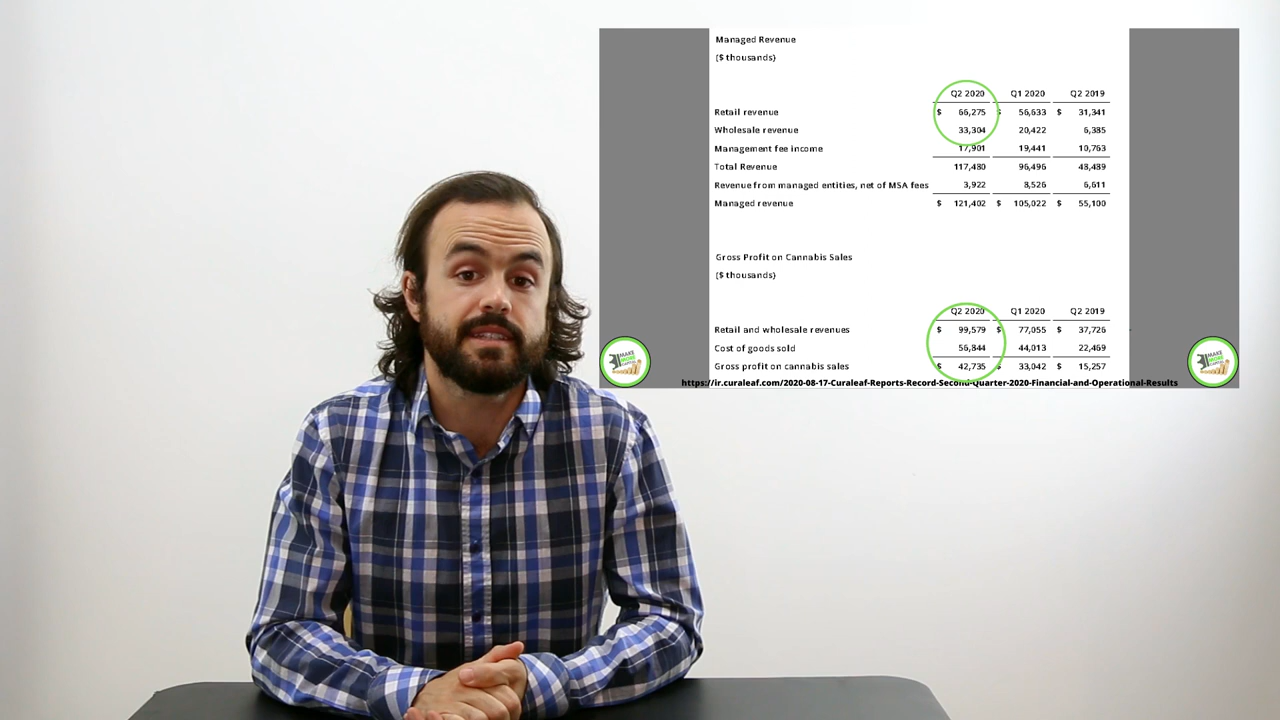 Managed Revenue
($ thousands)
Q2 2020 Q1 2020 Q2 2019
Retail revenue $ 66,275 $ 56,633 $ 31,341
Wholesale revenue 33,304 20,422 6,385
Management fee income 17,901 19,441 10,763
Total Revenue 117,480 96,496 48,489
Revenue from managed entities, net of MSA fees 3,922 8,526 6,611
Managed revenue $ 121,402 $ 105,022 $ 55,100
Gross Profit on Cannabis Sales
($ thousands)
Q2 2020 Q1 2020 Q2 2019
Retail and wholesale revenues $ 99,579 $ 77,055 $ 37,726
Cost of goods sold 56,844 44,013 22,469
Gross profit on cannabis sales $ 42,735 $ 33,042 $ 15,257
MAKE MORE CAPITAL
MAKE MORE CAPITAL
https://ir.curaleaf.com/2020-08-17-Curaleaf-Reports-Record-Second-Quarter-2020-Financial-and-Operational-Results